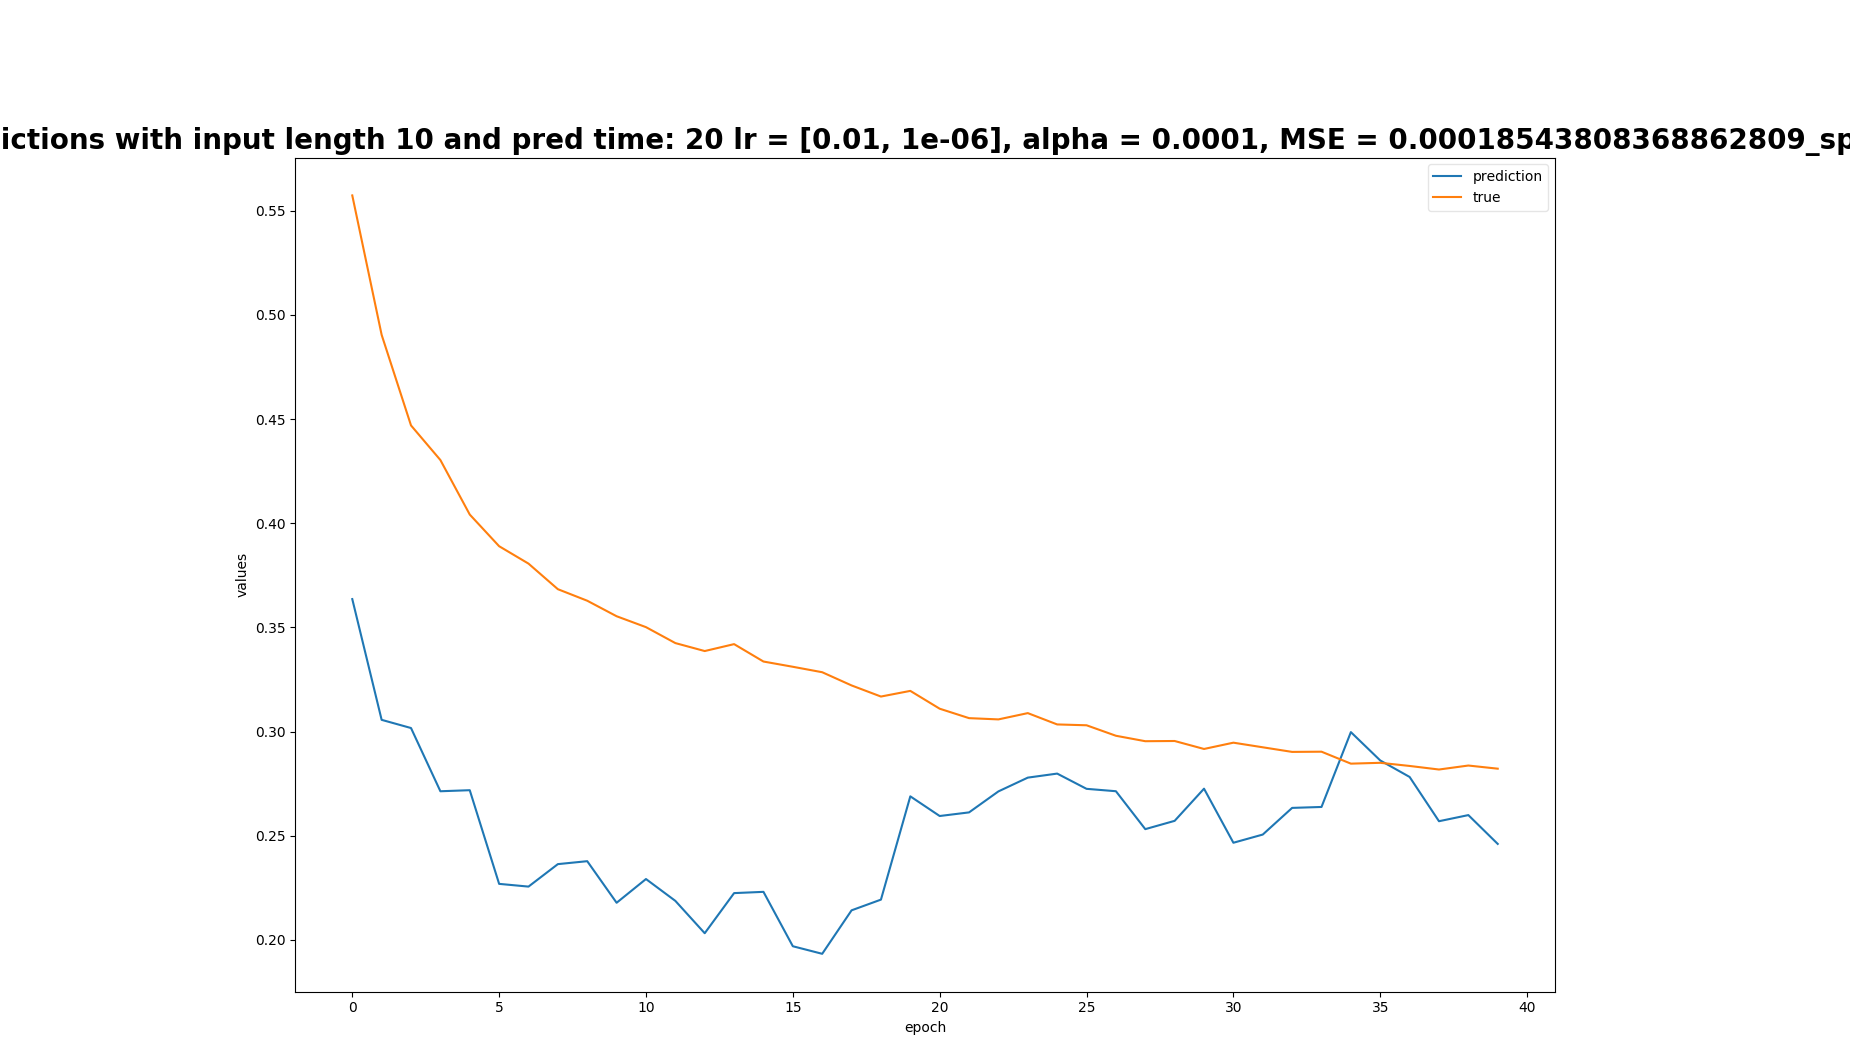 ictions with input length 10 and pred time: 20 lr = [0.01, 1e-06], alpha = 0.0001, MSE = 0.00018543808368862809_sp
prediction
true
0.55
0.50
0.45
0.40
0.35
0.30
0.25
0.20
values
0 5 10 15 20 25 30 35 40
epoch